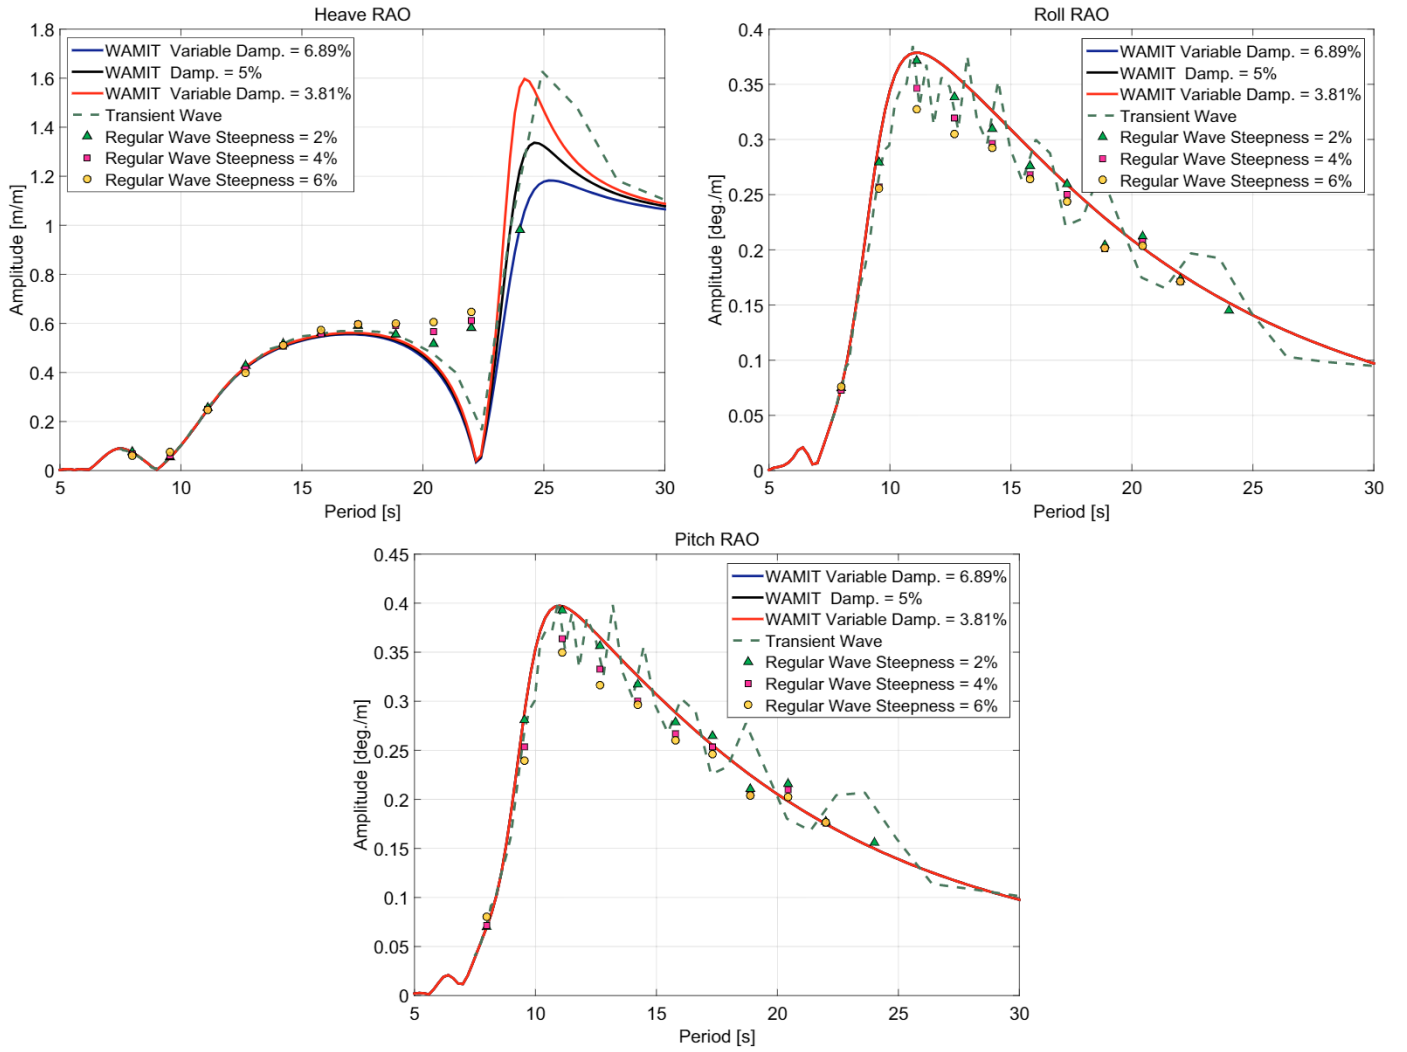 Heave RAO
WAMIT Variable Damp. = 6.89%
WAMIT Damp. = 5%
WAMIT Variable Damp. = 3.81%
Transient Wave
Regular Wave Steepness = 2%
Regular Wave Steepness = 4%
Regular Wave Steepness = 6%
Amplitude [m/m]
1.8
1.6
1.4
1.2
1
0.8
0.6
0.4
0.2
0
5 10 15 20 25 30
Period [s]
Roll RAO
WAMIT Variable Damp. = 6.89%
WAMIT Damp. = 5%
WAMIT Variable Damp. = 3.81%
Transient Wave
Regular Wave Steepness = 2%
Regular Wave Steepness = 4%
Regular Wave Steepness = 6%
Amplitude [deg./m]
0.4
0.35
0.3
0.25
0.2
0.15
0.1
0.05
0
5 10 15 20 25 30
Period [s]
Pitch RAO
WAMIT Variable Damp. = 6.89%
WAMIT Damp. = 5%
WAMIT Variable Damp. = 3.81%
Transient Wave
Regular Wave Steepness = 2%
Regular Wave Steepness = 4%
Regular Wave Steepness = 6%
Amplitude [deg./m]
0.45
0.4
0.35
0.3
0.25
0.2
0.15
0.1
0.05
0
5 10 15 20 25 30
Period [s]